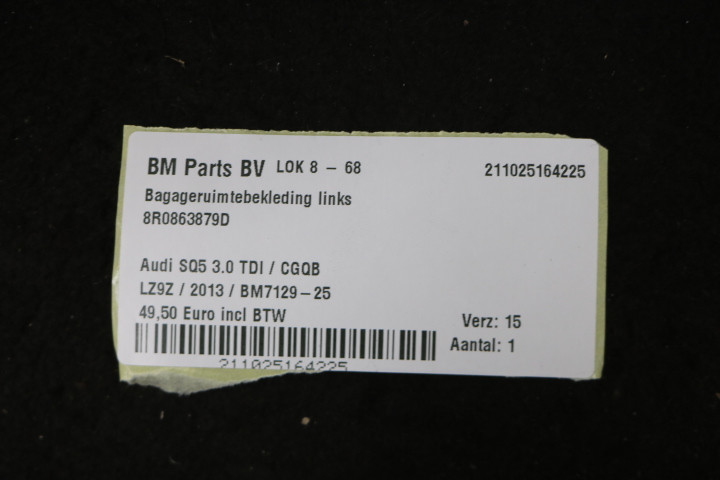 BM Parts BV LOK 8 – 68 211025164225
Bagageruimtebekleding links
8R0863879D
Audi SQ5 3.0 TDI / CGQB
LZ9Z / 2013 / BM7129–25
49,50 Euro incl BTW
Verz: 15
Aantal: 1
211025164225